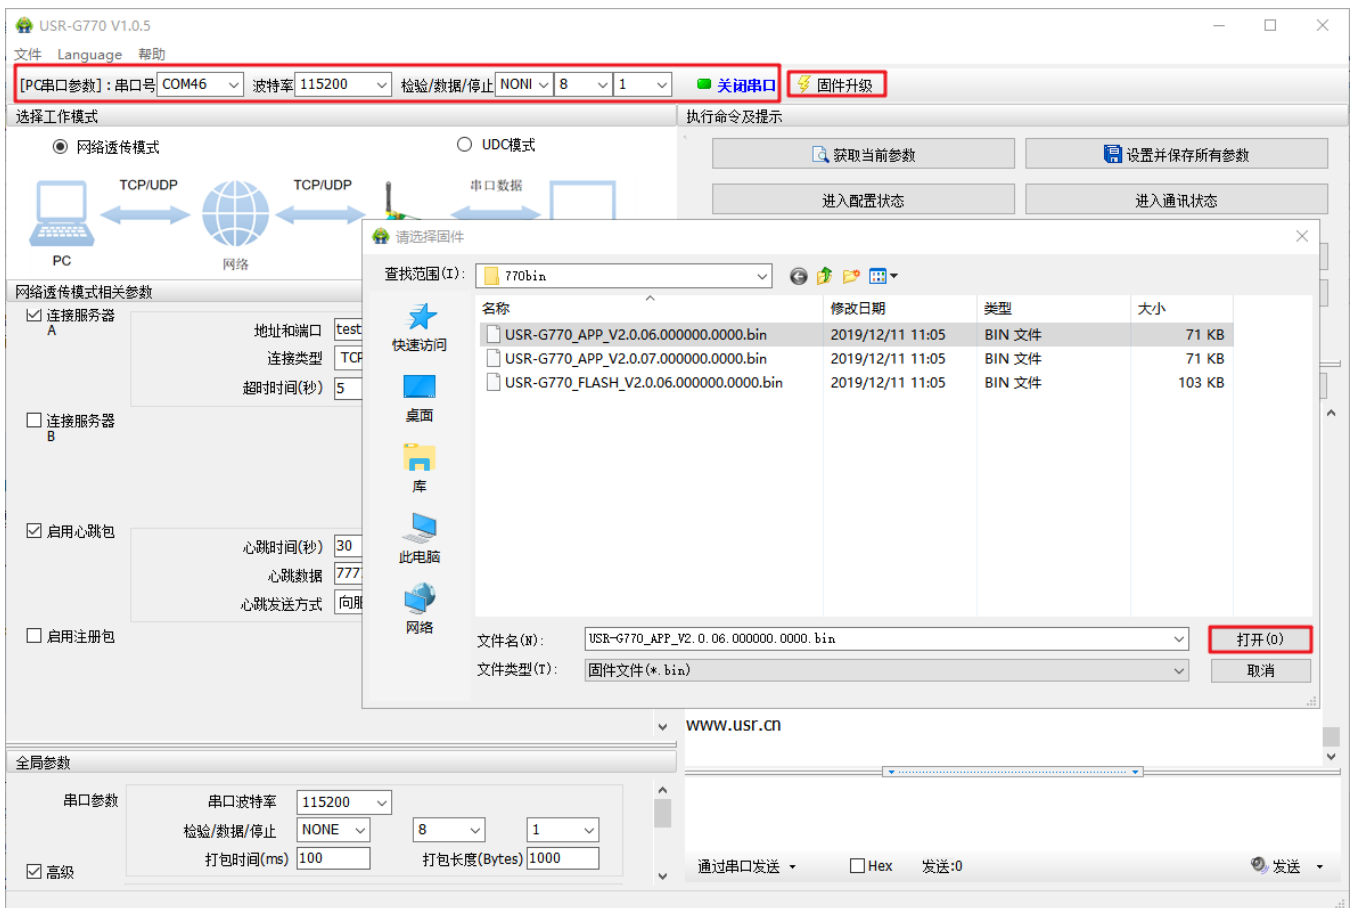 USR-G770 V1.0.5
文件 Language 帮助
[PC串口参数]：串口号 COM46 波特率 115200 检验/数据/停止 NONI 8 1 关闭串口 固件升级
选择工作模式
执行命令及提示
网络透传模式
UDC模式
获取当前参数
设置并保存所有参数
TCP/UDP
TCP/UDP
串口数据
进入配置状态
进入通讯状态
PC
网络
请选择固件
查找范围(I):
770bin
网络透传模式相关参数
连接服务器
A
地址和端口 test
连接类型 TCP
超时时间(秒) 5
连接服务器
B
启用心跳包
心跳时间(秒) 30
心跳数据 777
心跳发送方式 向服
启用注册包
快速访问
桌面
库
此电脑
网络
名称 修改日期 类型 大小
USR-G770_APP_V2.0.06.000000.0000.bin 2019/12/11 11:05 BIN 文件 71 KB
USR-G770_APP_V2.0.07.000000.0000.bin 2019/12/11 11:05 BIN 文件 71 KB
USR-G770_FLASH_V2.0.06.000000.0000.bin 2019/12/11 11:05 BIN 文件 103 KB
文件名(N): USR-G770_APP_V2.0.06.000000.0000.bin 打开(O)
文件类型(T): 固件文件(*.bin) 取消
www.usr.cn
全局参数
串口参数
串口波特率 115200
检验/数据/停止 NONE 8 1
打包时间(ms) 100 打包长度(Bytes) 1000
高级
通过串口发送 Hex 发送:0 发送